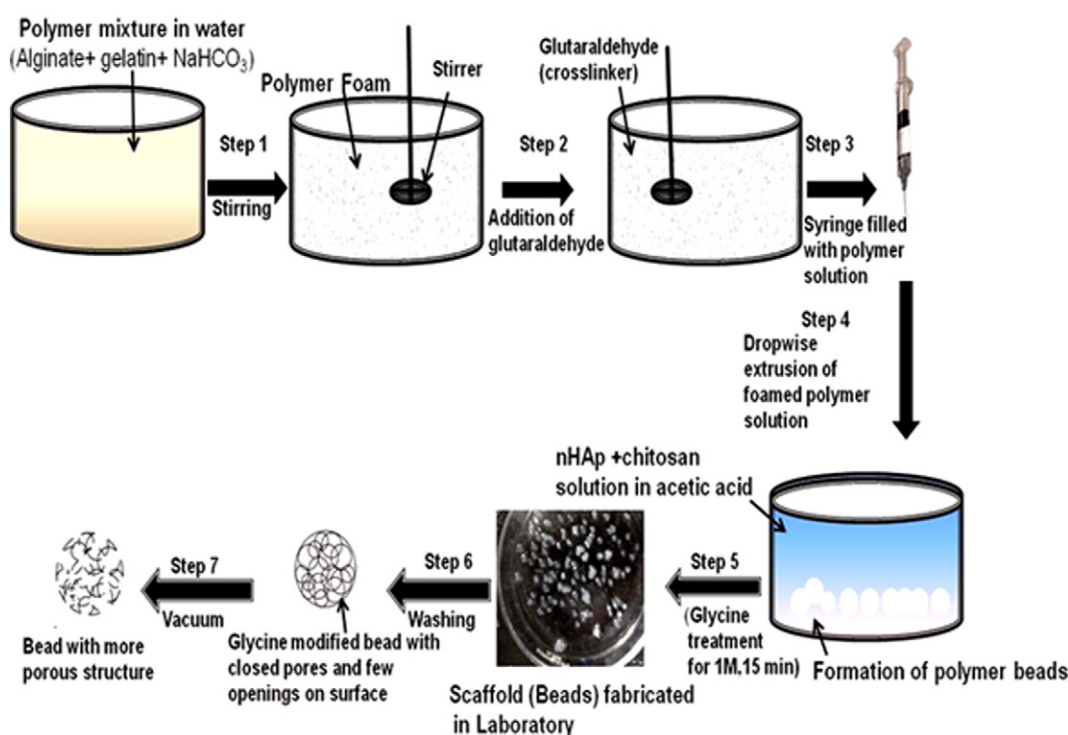 Polymer mixture in water
(Alginate+ gelatin+ NaHCO₃)
Step 1
Stirring
Polymer Foam
Stirrer
Step 2
Addition of
glutaraldehyde
Glutaraldehyde
(crosslinker)
Step 3
Syringe filled
with polymer
solution
Step 4
Dropwise
extrusion of
foamed polymer
solution
nHAp +chitosan
solution in acetic acid
Formation of polymer beads
Step 5
(Glycine
treatment
for 1M,15 min)
Scaffold (Beads) fabricated
in Laboratory
Step 6
Washing
Glycine modified bead with
closed pores and few
openings on surface
Step 7
Vacuum
Bead with more
porous structure